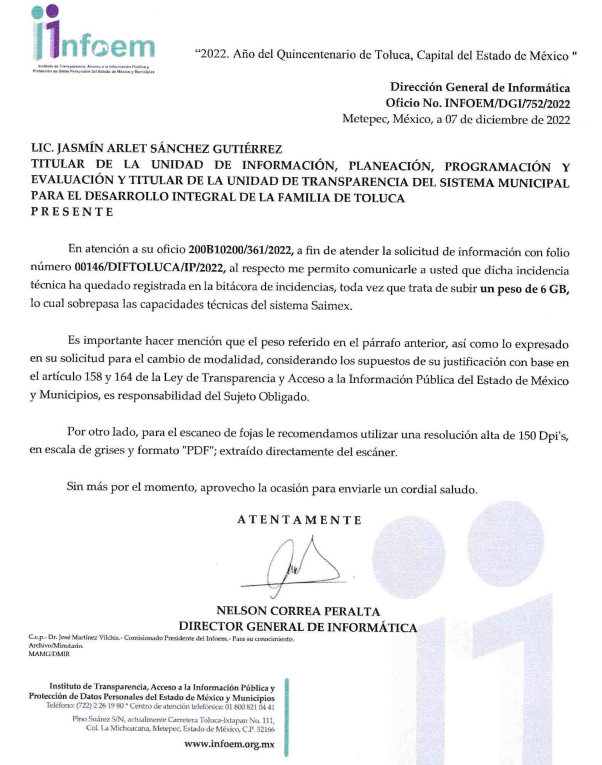 infoem
Instituto de Transparencia, Acceso a la Información Pública y
Protección de Datos Personales del Estado de México y Municipios
"2022. Año del Quincentenario de Toluca, Capital del Estado de México "
Dirección General de Informática
Oficio No. INFOEM/DGI/752/2022
Metepec, México, a 07 de diciembre de 2022
LIC. JASMÍN ARLET SÁNCHEZ GUTIÉRREZ
TITULAR DE LA UNIDAD DE INFORMACIÓN, PLANEACIÓN, PROGRAMACIÓN Y
EVALUACIÓN Y TITULAR DE LA UNIDAD DE TRANSPARENCIA DEL SISTEMA MUNICIPAL
PARA EL DESARROLLO INTEGRAL DE LA FAMILIA DE TOLUCA
P R E S E N T E
En atención a su oficio 200B10200/361/2022, a fin de atender la solicitud de información con folio
número 00146/DIFTOLUCA/IP/2022, al respecto me permito comunicarle a usted que dicha incidencia
técnica ha quedado registrada en la bitácora de incidencias, toda vez que trata de subir un peso de 6 GB,
lo cual sobrepasa las capacidades técnicas del sistema Saimex.
Es importante hacer mención que el peso referido en el párrafo anterior, así como lo expresado
en su solicitud para el cambio de modalidad, considerando los supuestos de su justificación con base en
el artículo 158 y 164 de la Ley de Transparencia y Acceso a la Información Pública del Estado de México
y Municipios, es responsabilidad del Sujeto Obligado.
Por otro lado, para el escaneo de fojas le recomendamos utilizar una resolución alta de 150 Dpi's,
en escala de grises y formato "PDF"; extraído directamente del escáner.
Sin más por el momento, aprovecho la ocasión para enviarle un cordial saludo.
A T E N T A M E N T E
NELSON CORREA PERALTA
DIRECTOR GENERAL DE INFORMÁTICA
C.c.p.- Dr. José Martínez Vilchis.- Comisionado Presidente del Infoem.- Para su conocimiento.
Archivo/Minutario.
MAMG/DMIR
Instituto de Transparencia, Acceso a la Información Pública y
Protección de Datos Personales del Estado de México y Municipios
Teléfono: (722) 2 26 19 80 * Centro de atención telefónica: 01 800 821 04 41
Pino Suárez S/N, actualmente Carretera Toluca-Ixtapan No. 111,
Col. La Michoacana, Metepec, Estado de México, C.P. 52166
www.infoem.org.mx